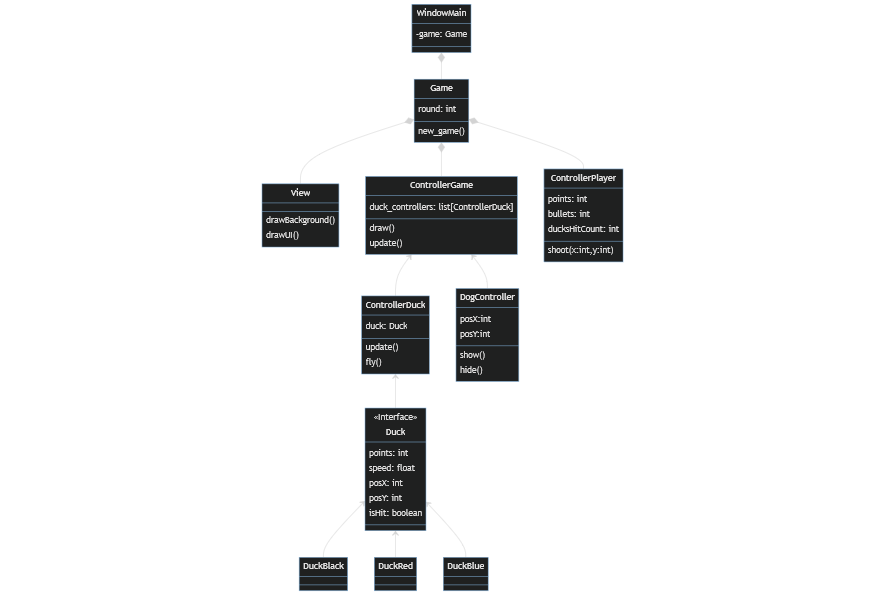 WindowMain
-game: Game
Game
round: int
new_game()
View
drawBackground()
drawUI()
ControllerGame
duck_controllers: list[ControllerDuck]
draw()
update()
ControllerPlayer
points: int
bullets: int
ducksHitCount: int
shoot(x:int,y:int)
ControllerDuck
duck: Duck
update()
fly()
DogController
posX:int
posY:int
show()
hide()
«Interface»
Duck
points: int
speed: float
posX: int
posY: int
isHit: boolean
DuckBlack
DuckRed
DuckBlue